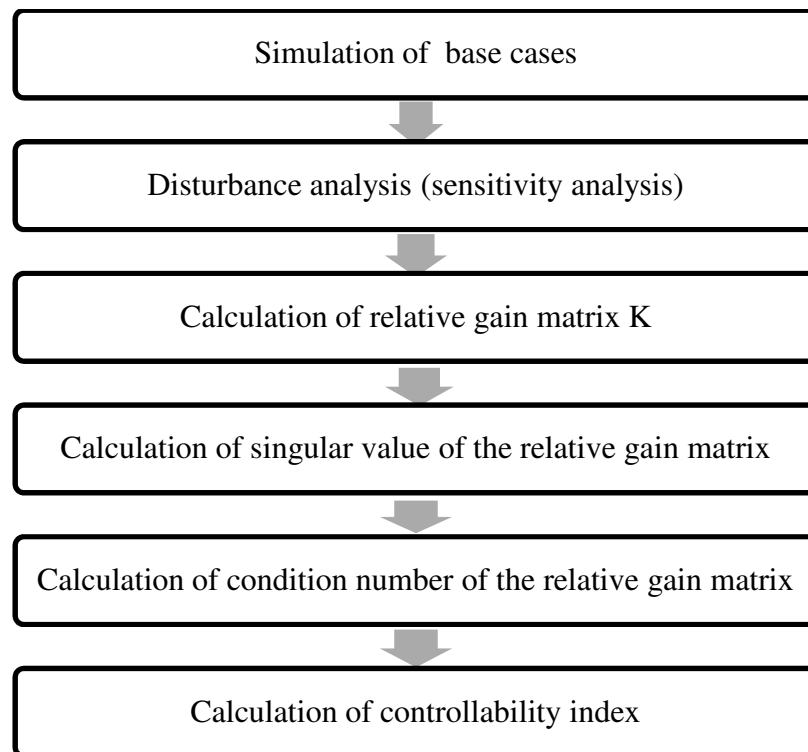 Simulation of  base cases
Disturbance analysis (sensitivity analysis)
Calculation of relative gain matrix K
Calculation of singular value of the relative gain matrix
Calculation of condition number of the relative gain matrix
Calculation of controllability index